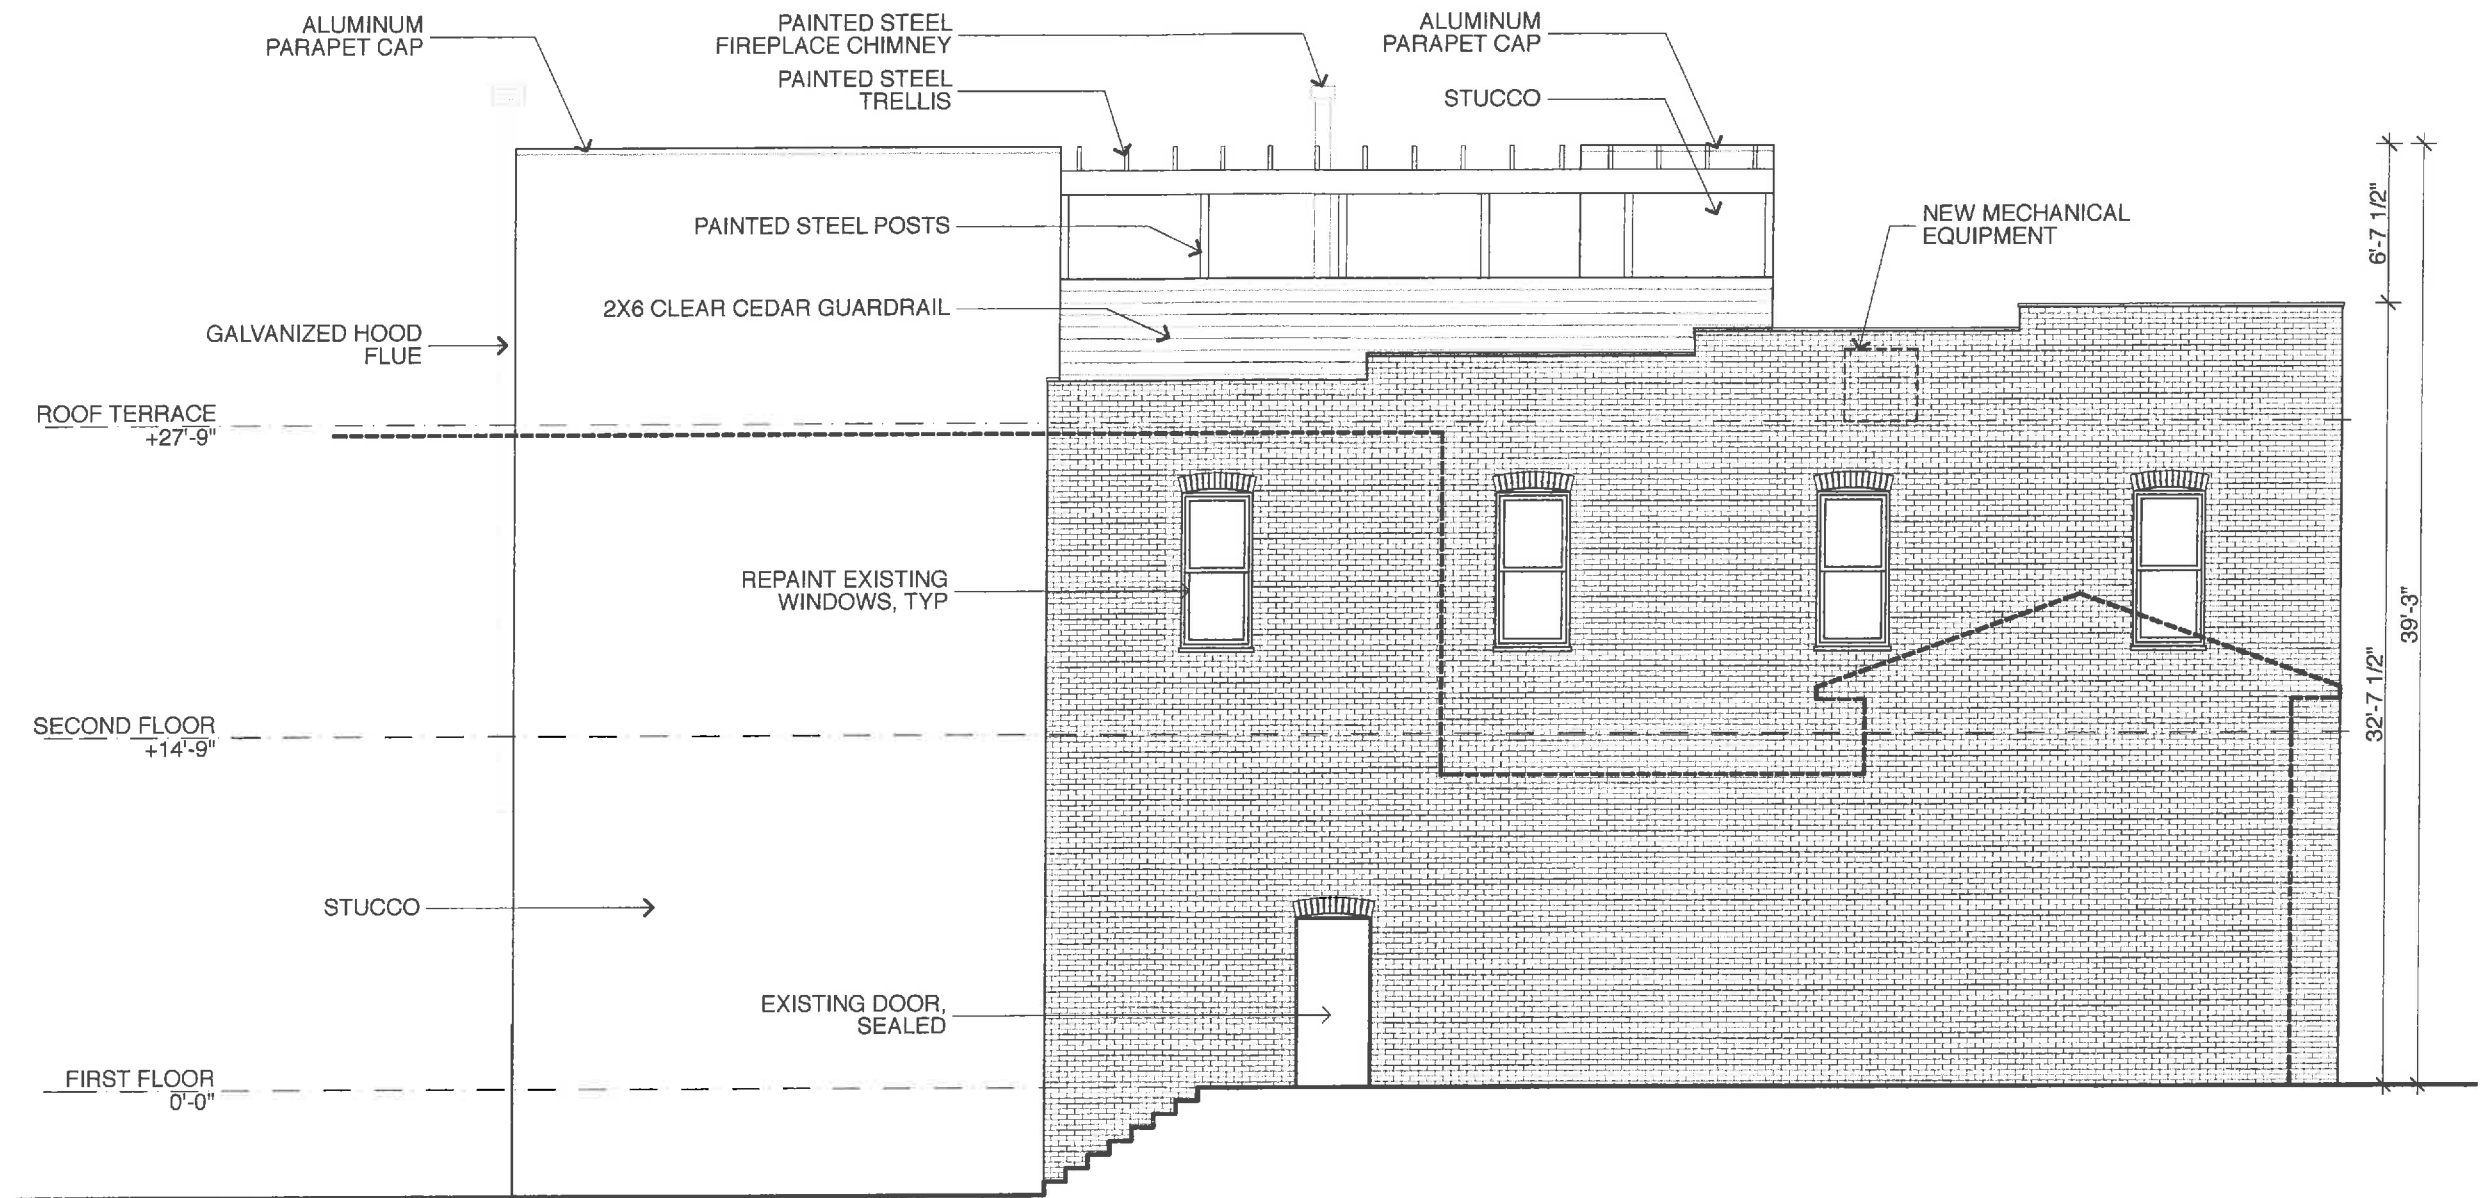 ALUMINUM
PARAPET CAP
PAINTED STEEL
FIREPLACE CHIMNEY
PAINTED STEEL
TRELLIS
ALUMINUM
PARAPET CAP
STUCCO
PAINTED STEEL POSTS
NEW MECHANICAL
EQUIPMENT
6'-7 1/2"
2X6 CLEAR CEDAR GUARDRAIL
GALVANIZED HOOD
FLUE
ROOF TERRACE
+27'-9"
REPAINT EXISTING
WINDOWS, TYP
39'-3"
32'-7 1/2"
SECOND FLOOR
+14'-9"
STUCCO
EXISTING DOOR,
SEALED
FIRST FLOOR
0'-0"